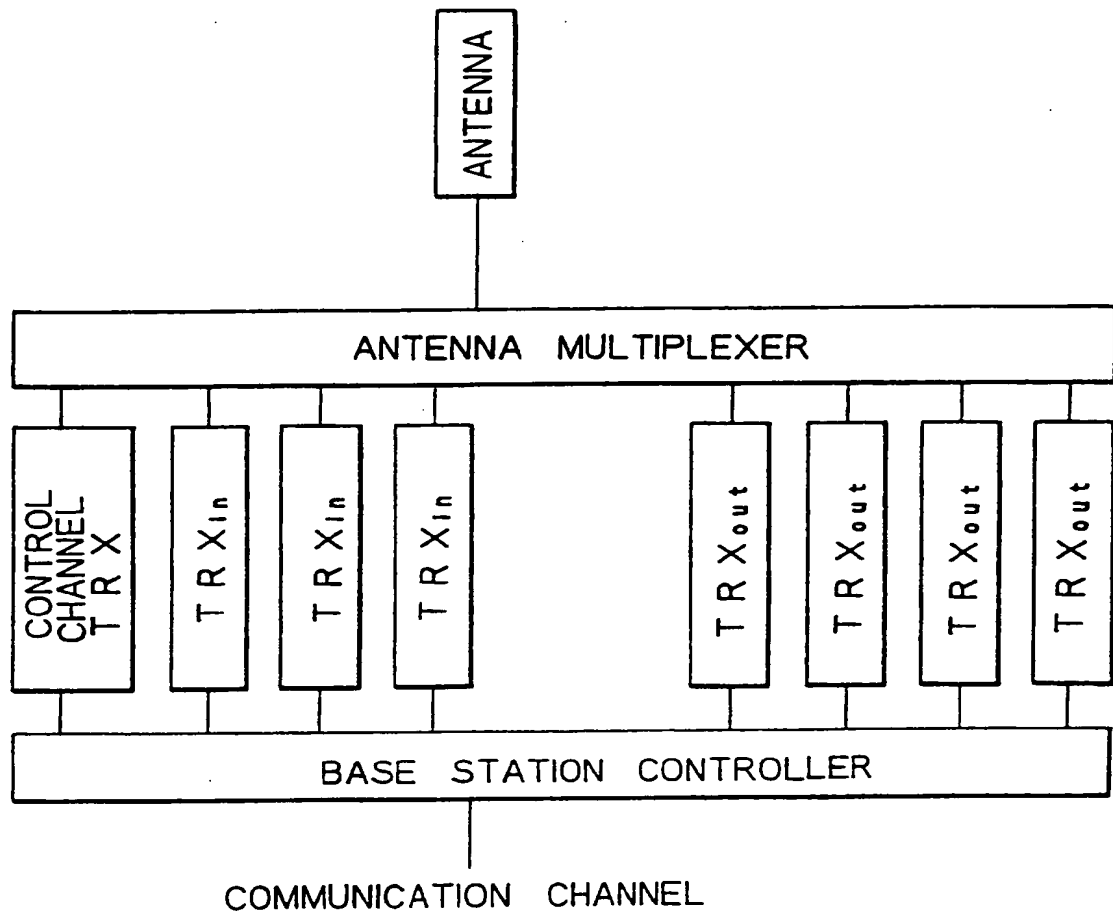 ANTENNA
ANTENNA MULTIPLEXER
CONTROL
CHANNEL
TRX
TRXin
TRXin
TRXin
TRXout
TRXout
TRXout
TRXout
BASE STATION CONTROLLER
COMMUNICATION CHANNEL